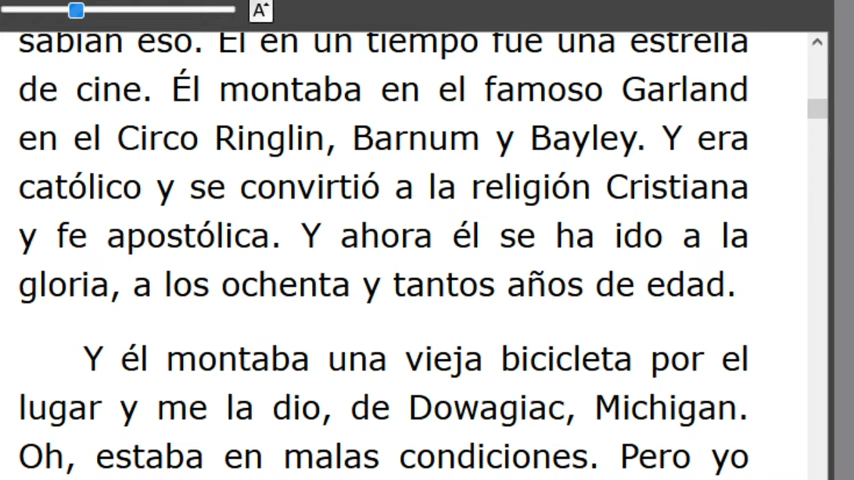 A
sabían eso. Él en un tiempo fue una estrella
de cine. Él montaba en el famoso Garland
en el Circo Ringlin, Barnum y Bayley. Y era
católico y se convirtió a la religión Cristiana
y fe apostólica. Y ahora él se ha ido a la
gloria, a los ochenta y tantos años de edad.
Y él montaba una vieja bicicleta por el
lugar y me la dio, de Dowagiac, Michigan.
Oh, estaba en malas condiciones. Pero yo